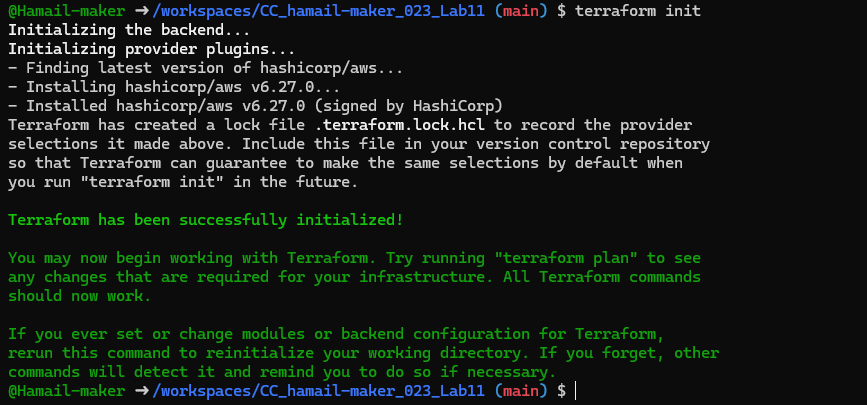 @Hamail-maker ➜/workspaces/CC_hamail-maker_023_Lab11 (main) $ terraform init
Initializing the backend...
Initializing provider plugins...
- Finding latest version of hashicorp/aws...
- Installing hashicorp/aws v6.27.0...
- Installed hashicorp/aws v6.27.0 (signed by HashiCorp)
Terraform has created a lock file .terraform.lock.hcl to record the provider
selections it made above. Include this file in your version control repository
so that Terraform can guarantee to make the same selections by default when
you run "terraform init" in the future.
Terraform has been successfully initialized!
You may now begin working with Terraform. Try running "terraform plan" to see
any changes that are required for your infrastructure. All Terraform commands
should now work.
If you ever set or change modules or backend configuration for Terraform,
rerun this command to reinitialize your working directory. If you forget, other
commands will detect it and remind you to do so if necessary.
@Hamail-maker ➜/workspaces/CC_hamail-maker_023_Lab11 (main) $